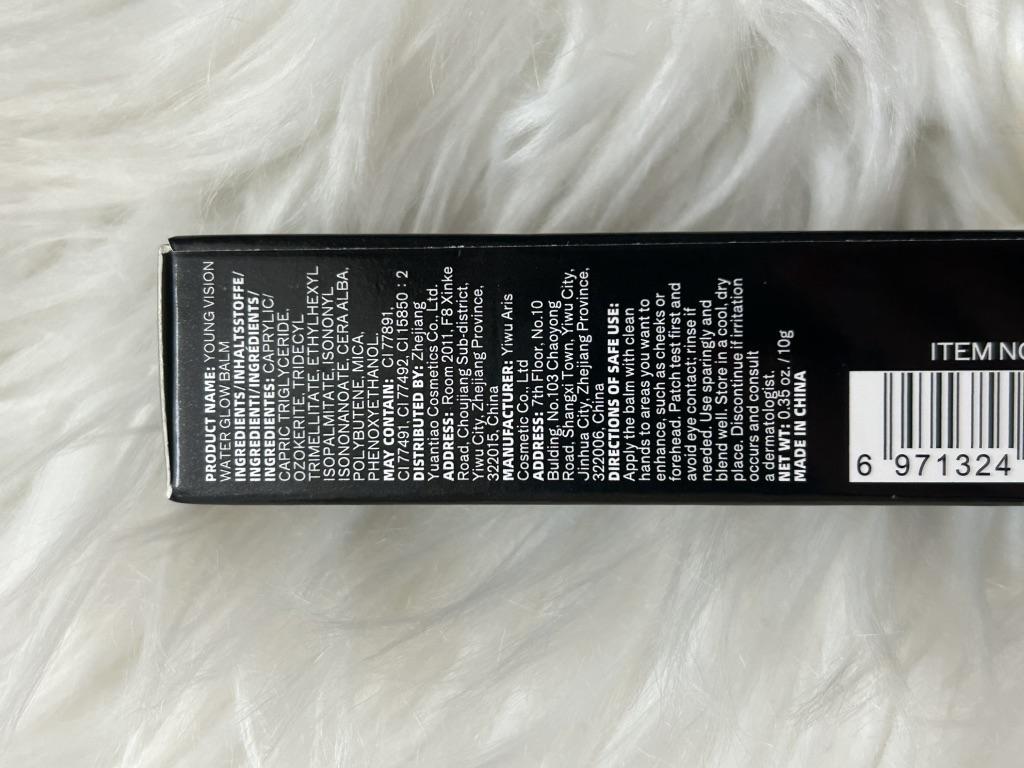 PRODUCT NAME: YOUNG VISION
WATER GLOW BALM
INGREDIENTS/INHALTSSTOFFE/
INGREDIENTI/INGRÉDIENTS/
INGREDIENTES: CAPRYLIC/
CAPRIC TRIGLYCERIDE,
OZOKERITE, TRIDECYL
TRIMELLITATE, ETHYLHEXYL
ISOPALMITATE, ISONONYL
ISONONANOATE, CERA ALBA,
POLYBUTENE, MICA,
PHENOXYETHANOL.
MAY CONTAIN: CI 77891,
CI 77491, CI 77492, CI 15850 : 2
DISTRIBUTED BY: Zhejiang
Yuantiao Cosmetics Co., Ltd.
ADDRESS: Room 2011, F8 Xinke
Road, Choujiang Sub-district,
Yiwu City, Zhejiang Province,
322015, China
MANUFACTURER: Yiwu Aris
Cosmetic Co., Ltd
ADDRESS: 7th Floor, No.10
Bulding, No.103 Chaoyong
Road, Shangxi Town, Yiwu City,
Jinhua City, Zhejiang Province,
322006, China
DIRECTIONS OF SAFE USE:
Apply the balm with clean
hands to areas you want to
enhance, such as cheeks or
forehead. Patch test first and
avoid eye contact; rinse if
needed. Use sparingly and
blend well. Store in a cool, dry
place. Discontinue if irritation
occurs and consult
a dermatologist.
NET WT: 0.35 oz. / 10g
MADE IN CHINA
ITEM NO
6 971324